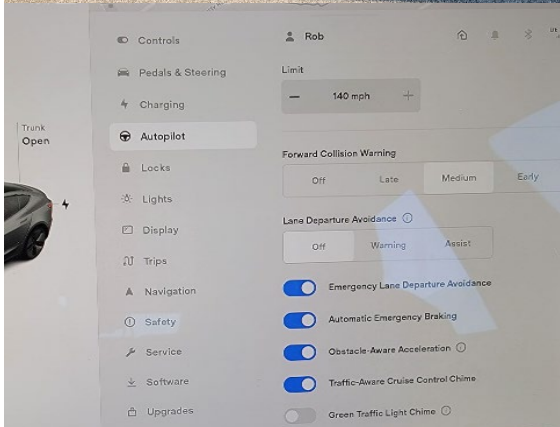 Controls
Rob
Pedals & Steering
Limit
140 mph
Charging
Trunk
Open
Autopilot
Forward Collision Warning
Locks
Off
Late
Medium
Early
Lights
Lane Departure Avoidance
Display
Off
Warning
Assist
Trips
Navigation
Emergency Lane Departure Avoidance
Safety
Automatic Emergency Braking
Service
Obstacle-Aware Acceleration
Software
Traffic-Aware Cruise Control Chime
Upgrades
Green Traffic Light Chime